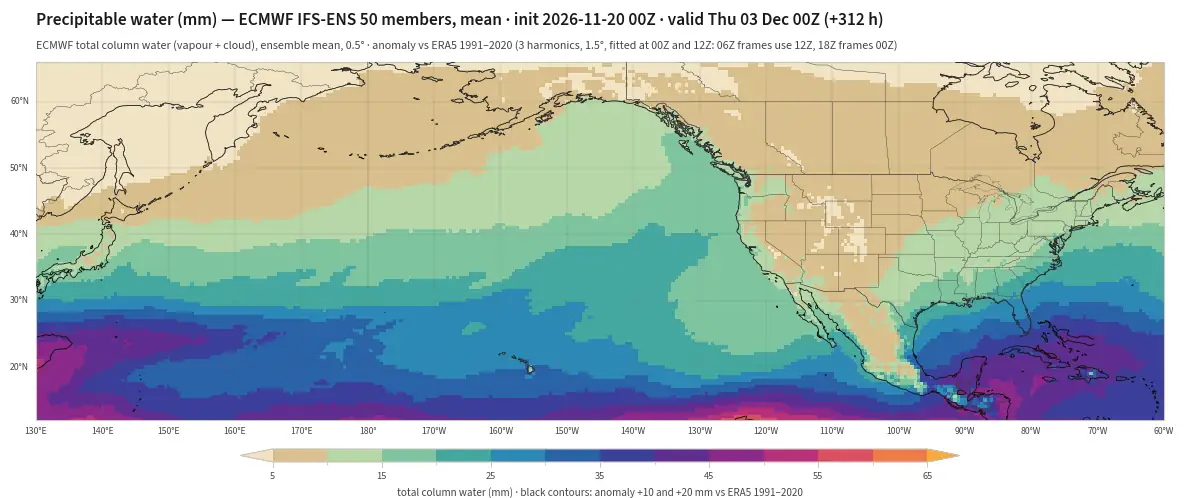 Precipitable water (mm) — ECMWF IFS-ENS 50 members, mean · init 2026-11-20 00Z · valid Thu 03 Dec 00Z (+312 h)
ECMWF total column water (vapour + cloud), ensemble mean, 0.5° · anomaly vs ERA5 1991–2020 (3 harmonics, 1.5°, fitted at 00Z and 12Z: 06Z frames use 12Z, 18Z frames 00Z)
60°N
50°N
40°N
30°N
20°N
130°E 140°E 150°E 160°E 170°E 180° 170°W 160°W 150°W 140°W 130°W 120°W 110°W 100°W 90°W 80°W 70°W 60°W
5 15 25 35 45 55 65
total column water (mm) · black contours: anomaly +10 and +20 mm vs ERA5 1991–2020